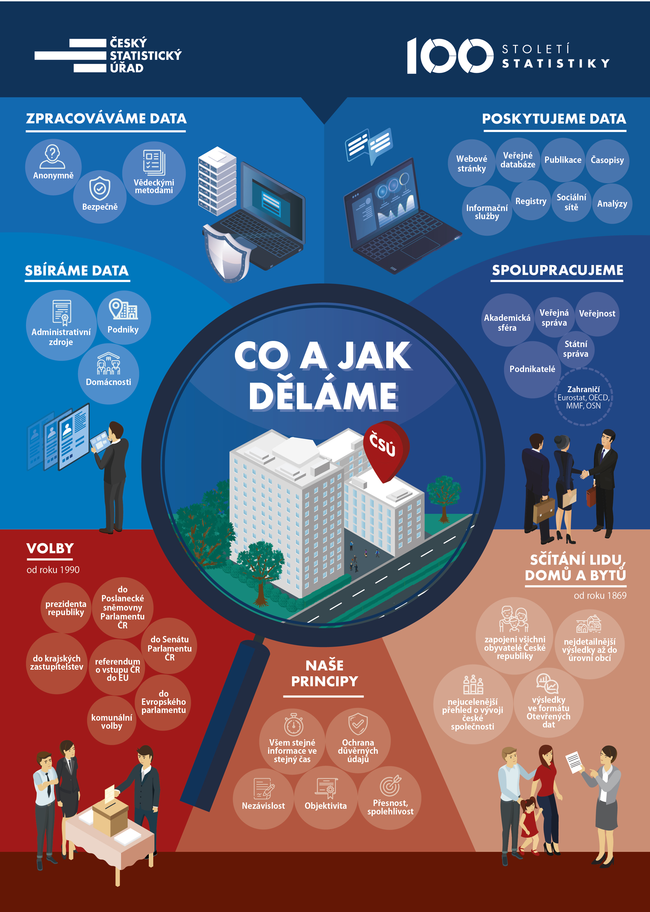 ČESKÝ
STATISTICKÝ
ÚŘAD
100
STOLETÍ
STATISTIKY
ZPRACOVÁVÁME DATA
Anonymně
Bezpečně
Vědeckými
metodami
POSKYTUJEME DATA
Webové
stránky
Veřejné
databáze
Publikace
Časopisy
Informační
služby
Registry
Sociální
sítě
Analýzy
SBÍRÁME DATA
Administrativní
zdroje
Podniky
Domácnosti
SPOLUPRACUJEME
Akademická
sféra
Veřejná
správa
Veřejnost
Státní
správa
Podnikatelé
Zahraničí
Eurostat, OECD,
MMF, OSN
CO A JAK
DĚLÁME
ČSÚ
VOLBY
od roku 1990
prezidenta
republiky
do
Poslanecké
sněmovny
Parlamentu
ČR
do Senátu
Parlamentu
ČR
do krajských
zastupitelstev
referendum
o vstupu ČR
do EU
do
Evropského
parlamentu
komunální
volby
NAŠE
PRINCIPY
Všem stejné
informace ve
stejný čas
Ochrana
důvěrných
údajů
Nezávislost
Objektivita
Přesnost,
spolehlivost
SČÍTÁNÍ LIDU,
DOMŮ A BYTŮ
od roku 1869
zapojeni všichni
obyvatelé České
republiky
nejdetailnější
výsledky až do
úrovní obcí
nejucelenější
přehled o vývoji
české
společnosti
výsledky
ve formátu
Otevřených
dat